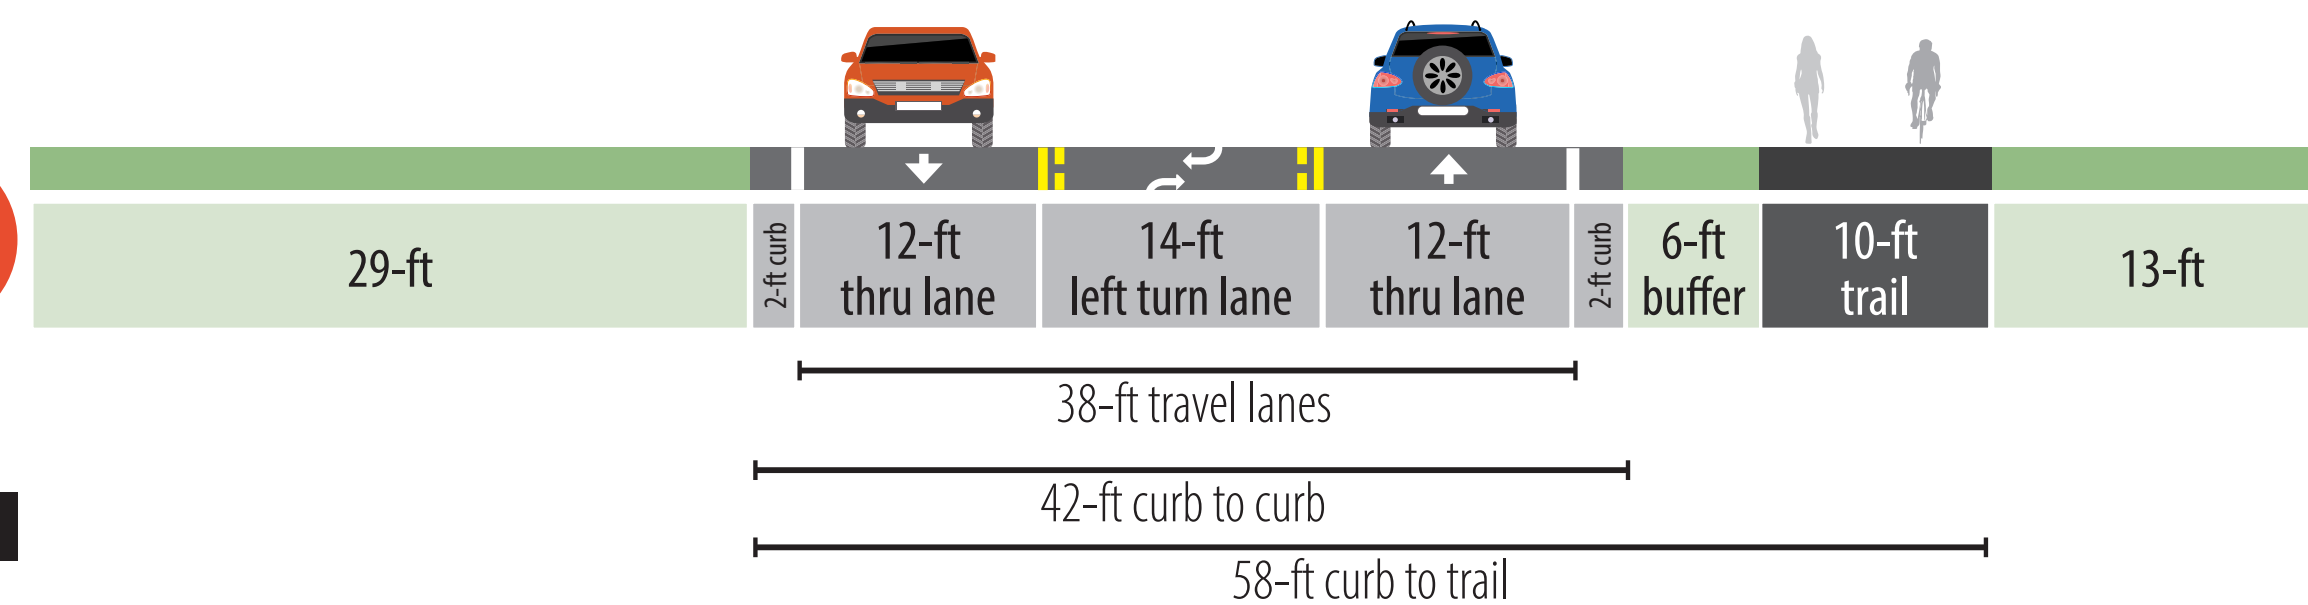 29-ft
2-ft curb
12-ft
thru lane
14-ft
left turn lane
12-ft
thru lane
2-ft curb
6-ft
buffer
10-ft
trail
13-ft
38-ft travel lanes
42-ft curb to curb
58-ft curb to trail